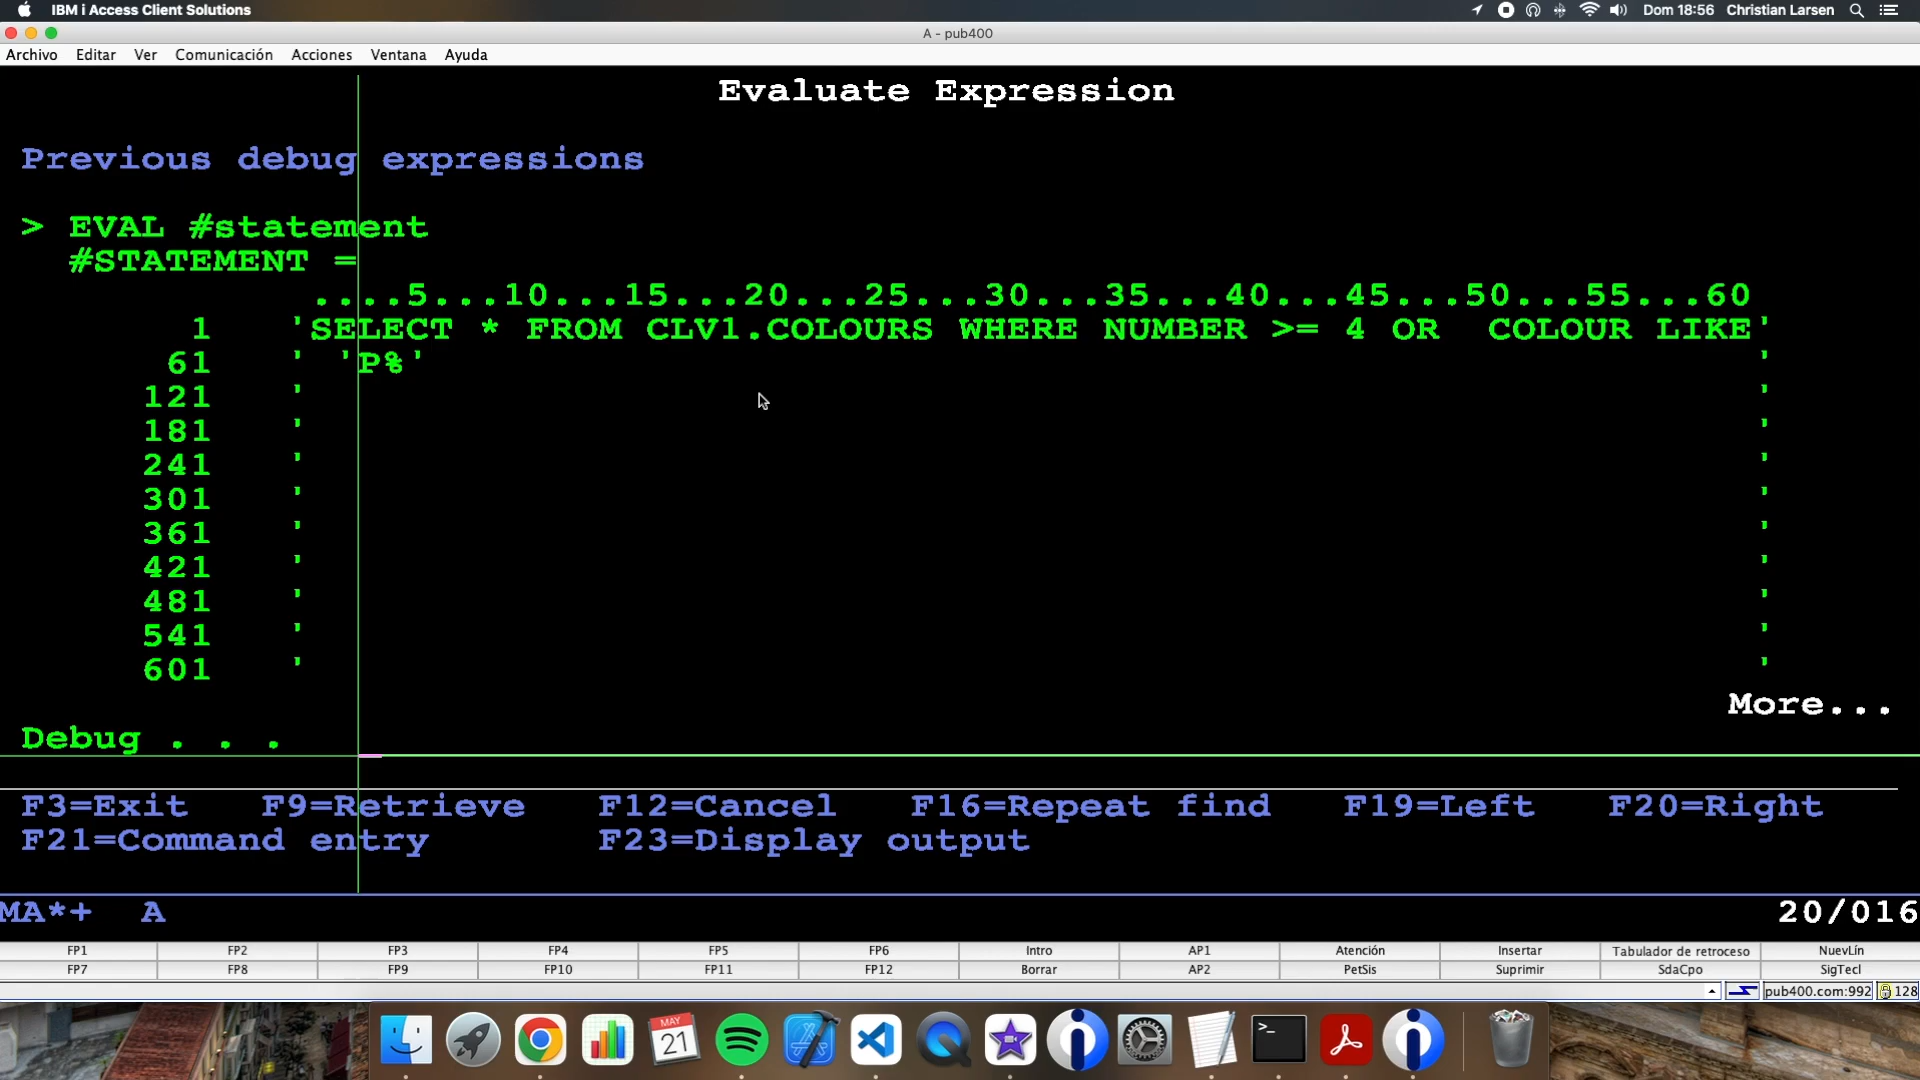 IBM i Access Client Solutions Dom 18:56 Christian Larsen
A - pub400
Archivo Editar Ver Comunicación Acciones Ventana Ayuda
Evaluate Expression
Previous debug expressions
> EVAL #statement
#STATEMENT =
....5...10...15...20...25...30...35...40...45...50...55...60
1 'SELECT * FROM CLV1.COLOURS WHERE NUMBER >= 4 OR  COLOUR LIKE'
61 ' 'P%' '
121 ' '
181 ' '
241 ' '
301 ' '
361 ' '
421 ' '
481 ' '
541 ' '
601 ' '
More...
Debug . . .
F3=Exit F9=Retrieve F12=Cancel F16=Repeat find F19=Left F20=Right
F21=Command entry F23=Display output
MA*+ A 20/016
FP1 FP2 FP3 FP4 FP5 FP6 Intro AP1 Atención Insertar Tabulador de retroceso NuevLín
FP7 FP8 FP9 FP10 FP11 FP12 Borrar AP2 PetSis Suprimir SdaCpo SigTecl
pub400.com:992 128
MAY
21
>_